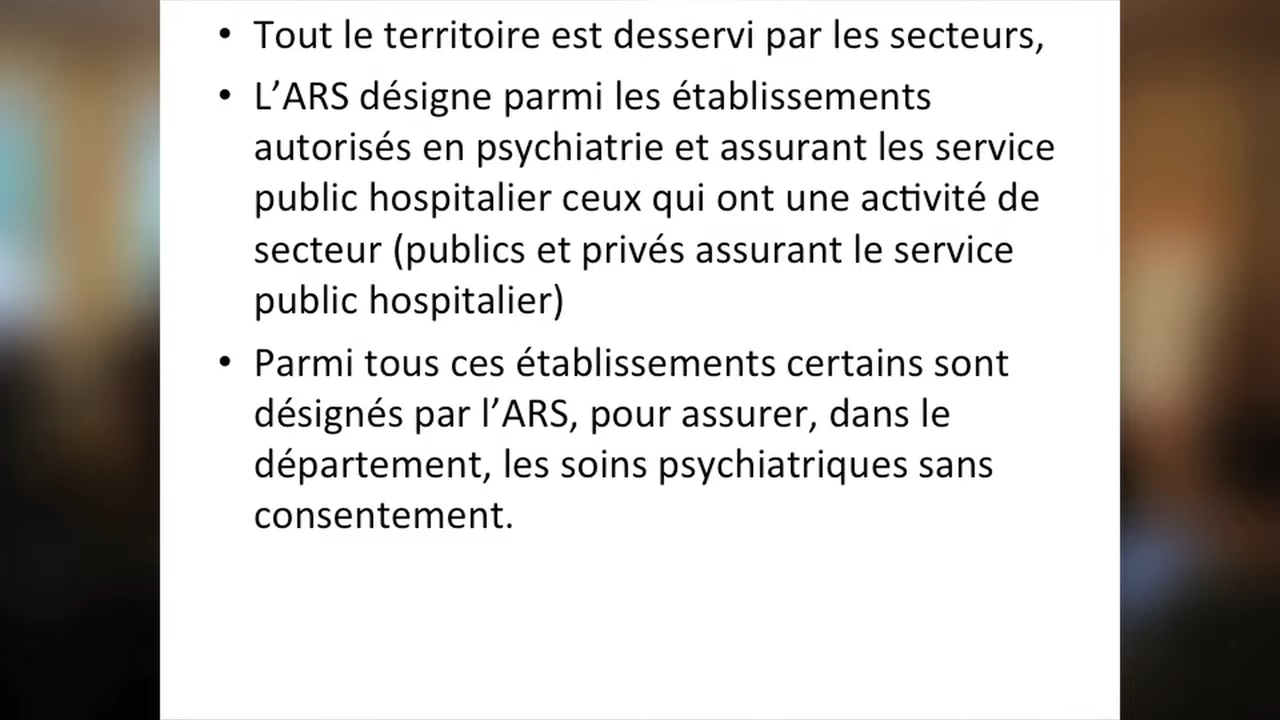 • Tout le territoire est desservi par les secteurs,
• L’ARS désigne parmi les établissements
autorisés en psychiatrie et assurant les service
public hospitalier ceux qui ont une activité de
secteur (publics et privés assurant le service
public hospitalier)
• Parmi tous ces établissements certains sont
désignés par l’ARS, pour assurer, dans le
département, les soins psychiatriques sans
consentement.